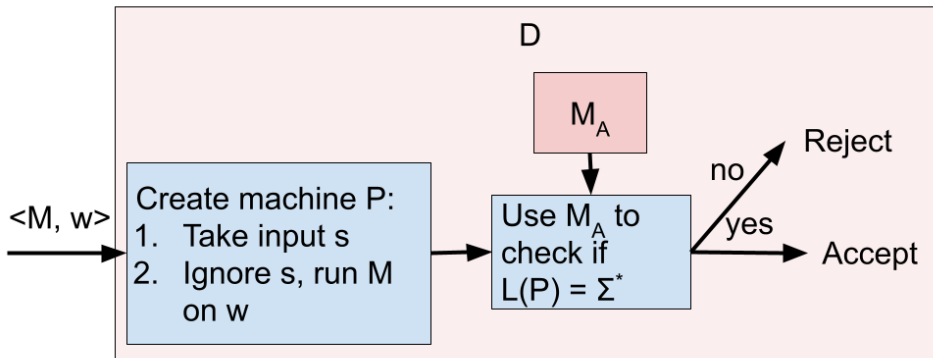 D
M_A
<M, w>
Create machine P:
1. Take input s
2. Ignore s, run M
on w
Use M_A to
check if
L(P) = Σ*
no
yes
Reject
Accept